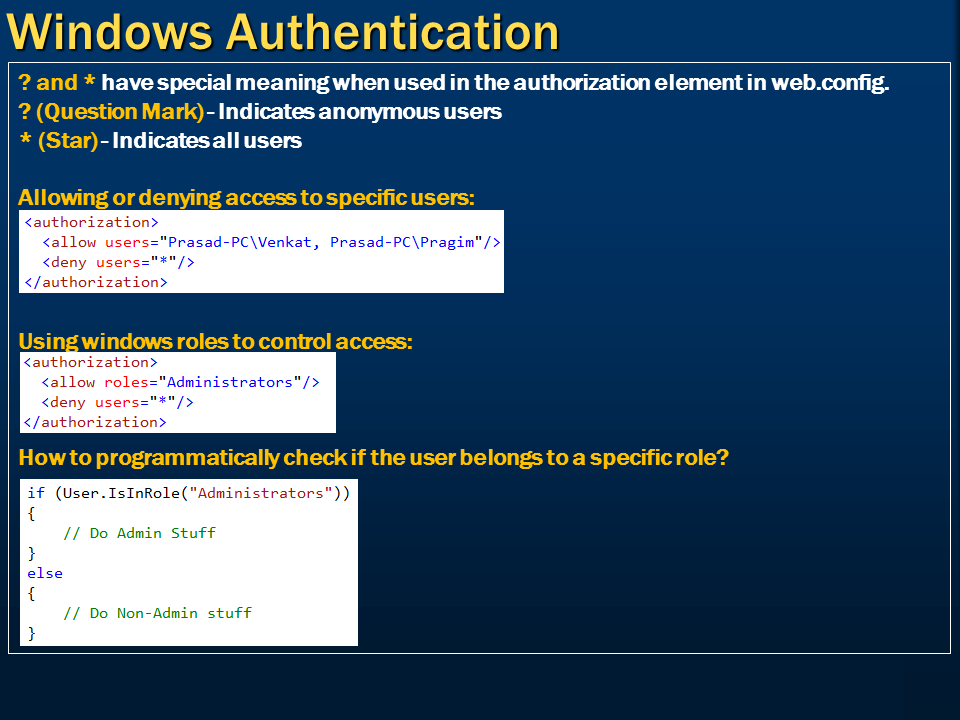 Windows Authentication
? and * have special meaning when used in the authorization element in web.config.
? (Question Mark) - Indicates anonymous users
* (Star) - Indicates all users
Allowing or denying access to specific users:
<authorization>
  <allow users="Prasad-PC\Venkat, Prasad-PC\Pragim"/>
  <deny users="*"/>
</authorization>
Using windows roles to control access:
<authorization>
  <allow roles="Administrators"/>
  <deny users="*"/>
</authorization>
How to programmatically check if the user belongs to a specific role?
if (User.IsInRole("Administrators"))
{
    // Do Admin Stuff
}
else
{
    // Do Non-Admin stuff
}